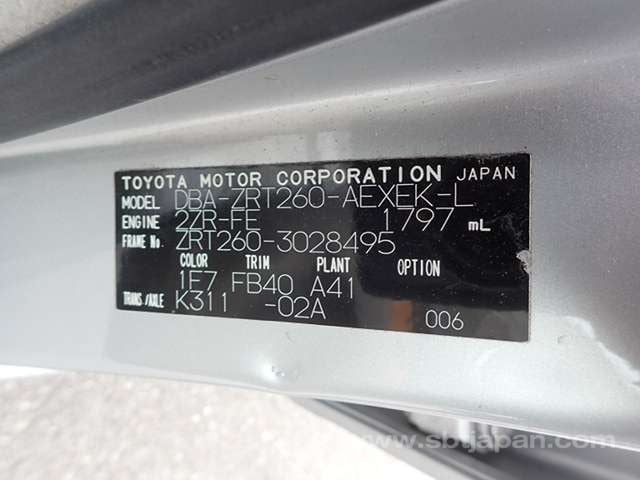 TOYOTA MOTOR CORPORATION JAPAN
MODEL DBA-ZRT260-AEXEK-L
ENGINE 2ZR-FE 1797 mL
FRAME No. ZRT260-3028495
COLOR TRIM PLANT OPTION
1E7 FB40 A41
TRANS./AXLE K311 -02A
006
www.sbtjapan.com